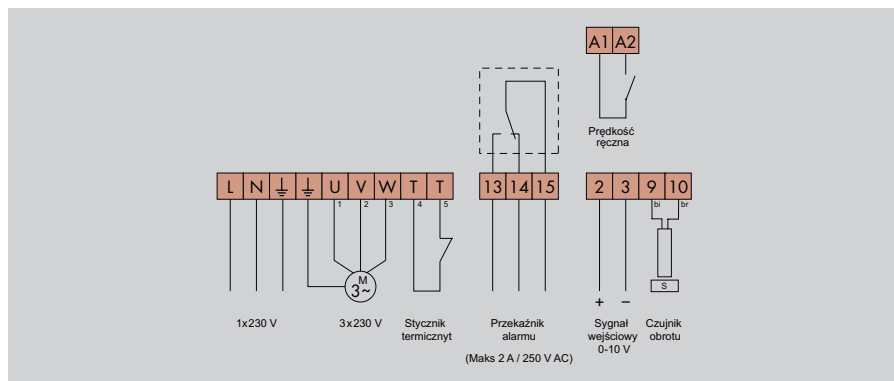 A1 A2
Prędkość
ręczna
L N U V W T T
1 2 3 4 5
13 14 15
2 3 9 10
bi br
M
3~
S
+ −
1x230 V
3x230 V
Stycznik
termicznyt
Przekaźnik
alarmu
(Maks 2 A / 250 V AC)
Sygnał
wejściowy
0-10 V
Czujnik
obrotu